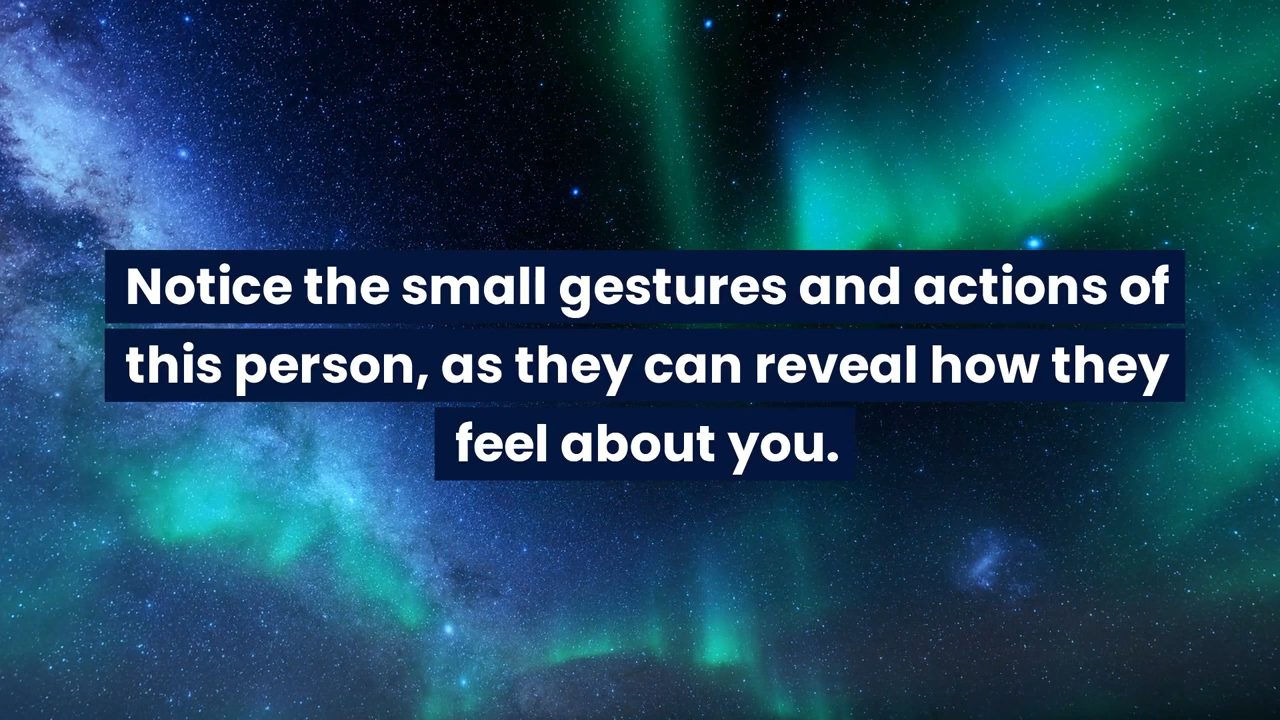 Notice the small gestures and actions of
this person, as they can reveal how they
feel about you.